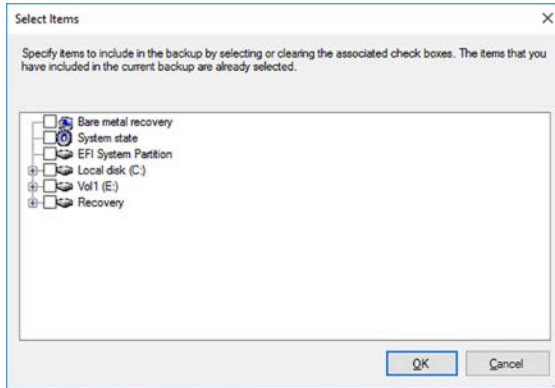 Select Items
Specify items to include in the backup by selecting or clearing the associated check boxes. The items that you
have included in the current backup are already selected.
Bare metal recovery
System state
EFI System Partition
Local disk (C:)
Vol1 (E:)
Recovery
OK
Cancel